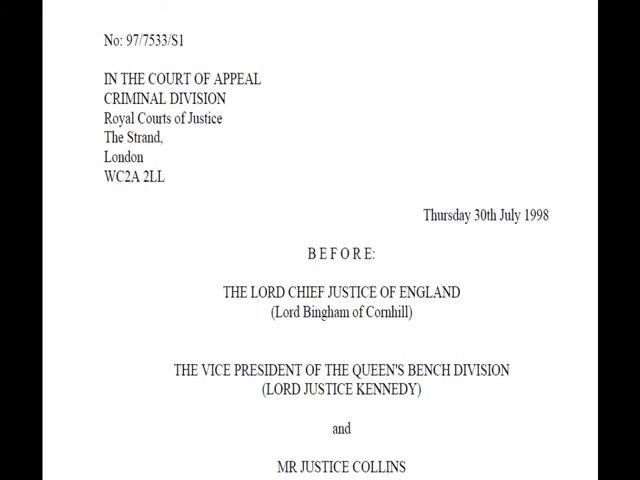 No: 97/7533/S1
IN THE COURT OF APPEAL
CRIMINAL DIVISION
Royal Courts of Justice
The Strand,
London
WC2A 2LL
Thursday 30th July 1998
B E F O R E:
THE LORD CHIEF JUSTICE OF ENGLAND
(Lord Bingham of Cornhill)
THE VICE PRESIDENT OF THE QUEEN'S BENCH DIVISION
(LORD JUSTICE KENNEDY)
and
MR JUSTICE COLLINS